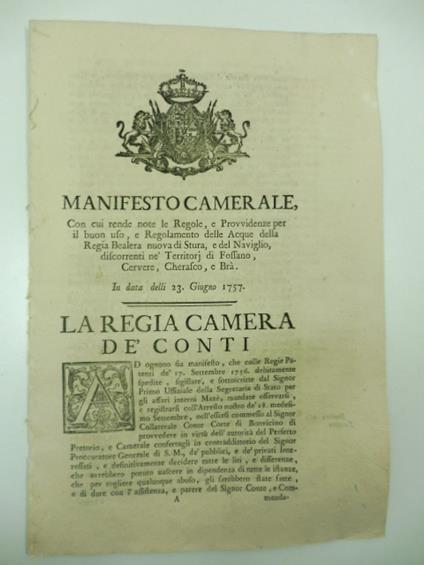 MANIFESTO CAMERALE,
Con cui rende note le Regole, e Provvidenze per
il buon uso, e Regolamento delle Acque della
Regia Bealera nuova di Stura, e del Naviglio,
discorrenti ne' Territorj di Fossano,
Cervere, Cherasco, e Brà.
In data delli 23. Giugno 1757.
LA REGIA CAMERA
DE' CONTI
AD ognuno sia manifesto, che colle Regie Pa-
tenti de' 17. Settembre 1756. debitamente
spedite, sigillate, e sottoscritte dal Signor
Primo Uffiziale della Segretaria di Stato per
gli affari interni Mazè, mandate osservarsi,
e registrarsi coll'Arresto nostro de' 18. medesi-
mo Settembre, nell'essersi commesso al Signor
Collaterale Conte Corte di Bonvicino di
provvedere in virtù dell'autorità del Prefetto
Pretorio, e Camerale conferitagli in contraddittorio del Signor
Proccuratore Generale di S. M., de' pubblici, e de' privati Inte-
ressati, e definitivamente decidere tutte le liti, e differenze,
che avrebbero potuto nascere in dipendenza di tutte le istanze,
che per togliere qualunque abuso, gli sarebbero state fatte,
e di dare con l'assistenza, e parere del Signor Conte, e Com-
A menda-